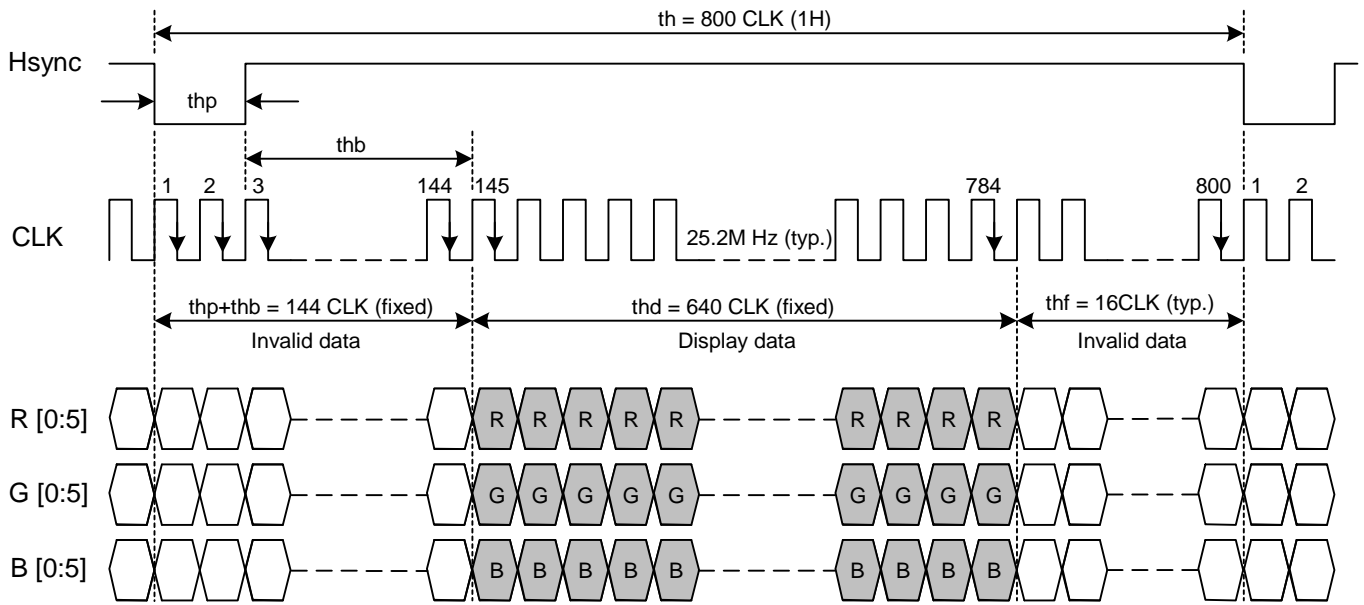 th = 800 CLK (1H)
Hsync
thp
thb
1 2 3 144 145 784 800 1 2
CLK
25.2M Hz (typ.)
thp+thb = 144 CLK (fixed) thd = 640 CLK (fixed) thf = 16CLK (typ.)
Invalid data Display data Invalid data
R [0:5] R R R R R R R R R
G [0:5] G G G G G G G G G
B [0:5] B B B B B B B B B